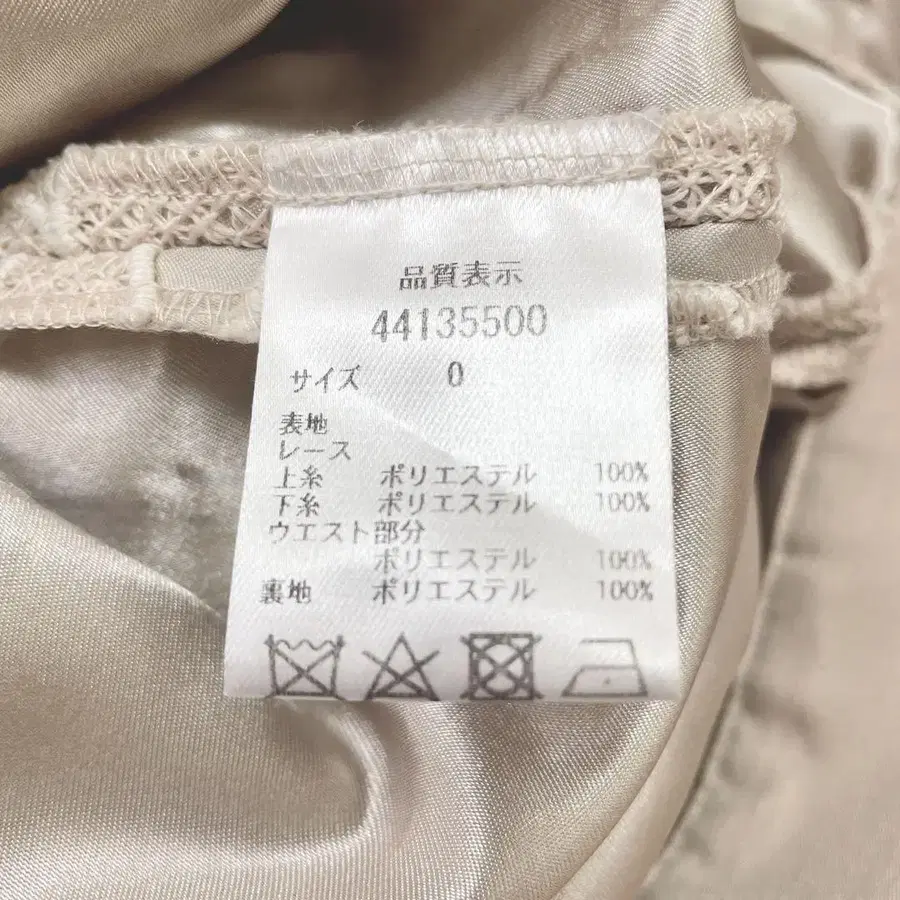 品質表示
44135500
サイズ 0
表地
レース
上糸 ポリエステル 100%
下糸 ポリエステル 100%
ウエスト部分
ポリエステル 100%
裏地 ポリエステル 100%